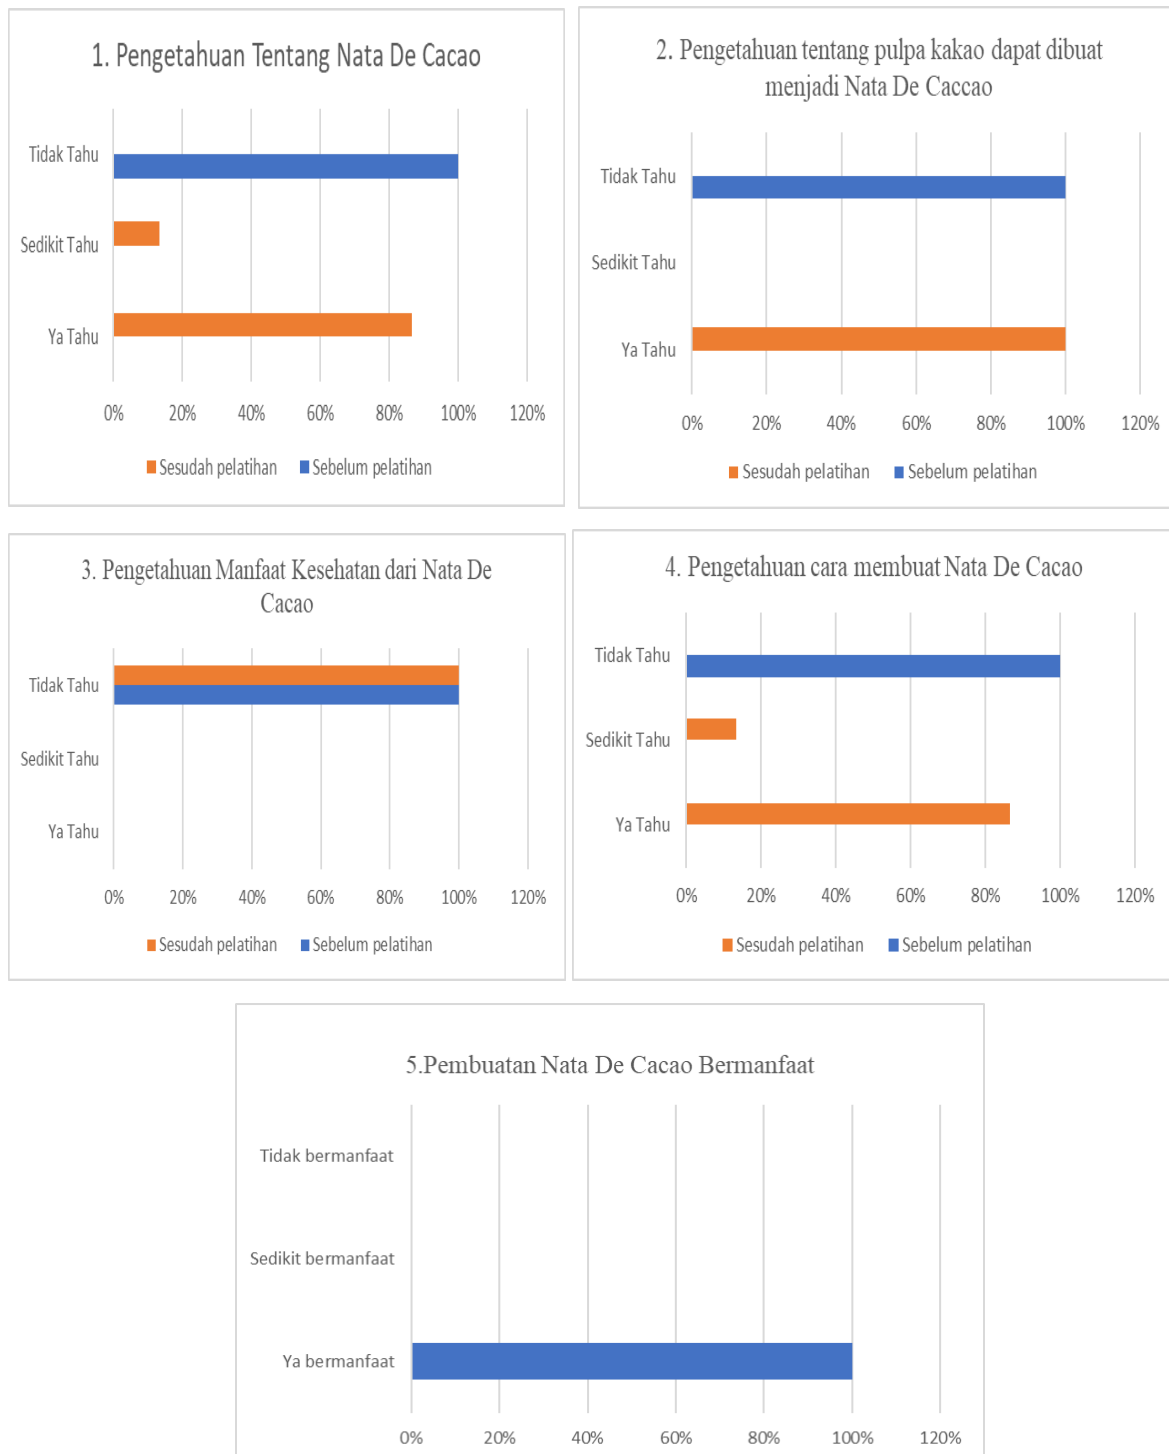 1. Pengetahuan Tentang Nata De Cacao
Tidak Tahu
Sedikit Tahu
Ya Tahu
0% 20% 40% 60% 80% 100% 120%
Sesudah pelatihan Sebelum pelatihan
2. Pengetahuan tentang pulpa kakao dapat dibuat
menjadi Nata De Caccao
Tidak Tahu
Sedikit Tahu
Ya Tahu
0% 20% 40% 60% 80% 100% 120%
Sesudah pelatihan Sebelum pelatihan
3. Pengetahuan Manfaat Kesehatan dari Nata De
Cacao
Tidak Tahu
Sedikit Tahu
Ya Tahu
0% 20% 40% 60% 80% 100% 120%
Sesudah pelatihan Sebelum pelatihan
4. Pengetahuan cara membuat Nata De Cacao
Tidak Tahu
Sedikit Tahu
Ya Tahu
0% 20% 40% 60% 80% 100% 120%
Sesudah pelatihan Sebelum pelatihan
5.Pembuatan Nata De Cacao Bermanfaat
Tidak bermanfaat
Sedikit bermanfaat
Ya bermanfaat
0% 20% 40% 60% 80% 100% 120%